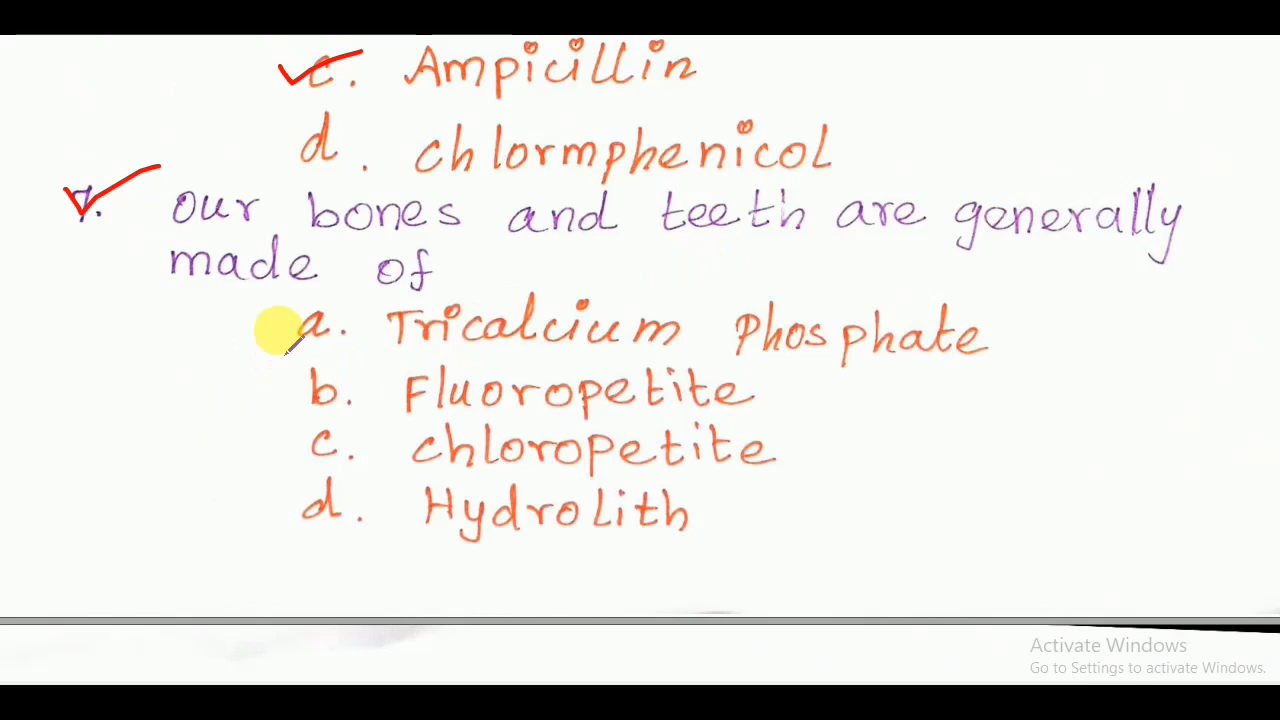 c. Ampicillin
d. chlormphenicol
7. Our bones and teeth are generally
made of
a. Tricalcium Phosphate
b. Fluoropetite
c. chloropetite
d. Hydrolith
Activate Windows
Go to Settings to activate Windows.